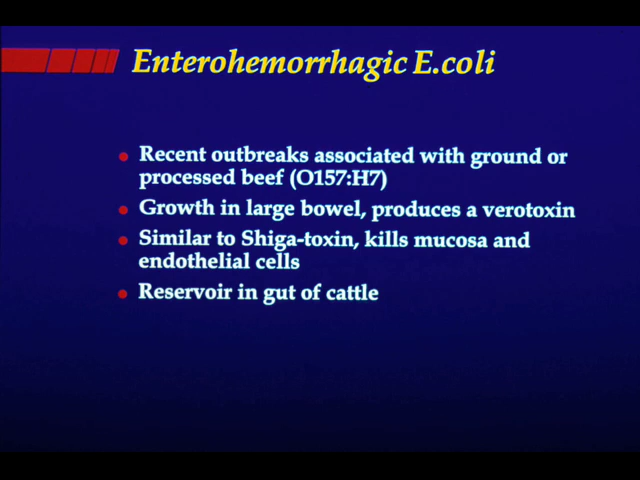 Enterohemorrhagic E.coli
Recent outbreaks associated with ground or
processed beef (O157:H7)
Growth in large bowel, produces a verotoxin
Similar to Shiga-toxin, kills mucosa and
endothelial cells
Reservoir in gut of cattle